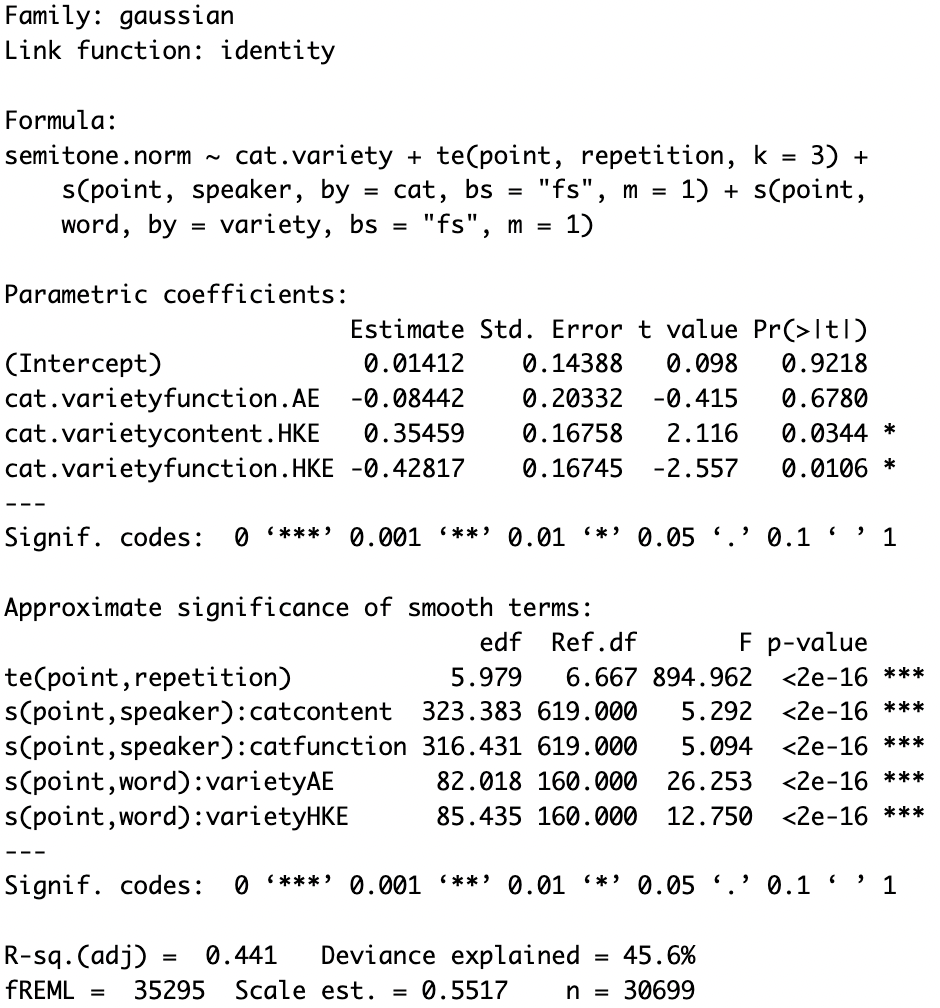 Family: gaussian
Link function: identity

Formula:
semitone.norm ~ cat.variety + te(point, repetition, k = 3) +
    s(point, speaker, by = cat, bs = "fs", m = 1) + s(point,
    word, by = variety, bs = "fs", m = 1)

Parametric coefficients:
                        Estimate Std. Error t value Pr(>|t|)
(Intercept)              0.01412    0.14388   0.098   0.9218
cat.varietyfunction.AE  -0.08442    0.20332  -0.415   0.6780
cat.varietycontent.HKE   0.35459    0.16758   2.116   0.0344 *
cat.varietyfunction.HKE -0.42817    0.16745  -2.557   0.0106 *
---
Signif. codes:  0 ‘***’ 0.001 ‘**’ 0.01 ‘*’ 0.05 ‘.’ 0.1 ‘ ’ 1

Approximate significance of smooth terms:
                                 edf  Ref.df       F p-value
te(point,repetition)           5.979   6.667 894.962  <2e-16 ***
s(point,speaker):catcontent  323.383 619.000   5.292  <2e-16 ***
s(point,speaker):catfunction 316.431 619.000   5.094  <2e-16 ***
s(point,word):varietyAE       82.018 160.000  26.253  <2e-16 ***
s(point,word):varietyHKE      85.435 160.000  12.750  <2e-16 ***
---
Signif. codes:  0 ‘***’ 0.001 ‘**’ 0.01 ‘*’ 0.05 ‘.’ 0.1 ‘ ’ 1

R-sq.(adj) =  0.441   Deviance explained = 45.6%
fREML =  35295  Scale est. = 0.5517    n = 30699